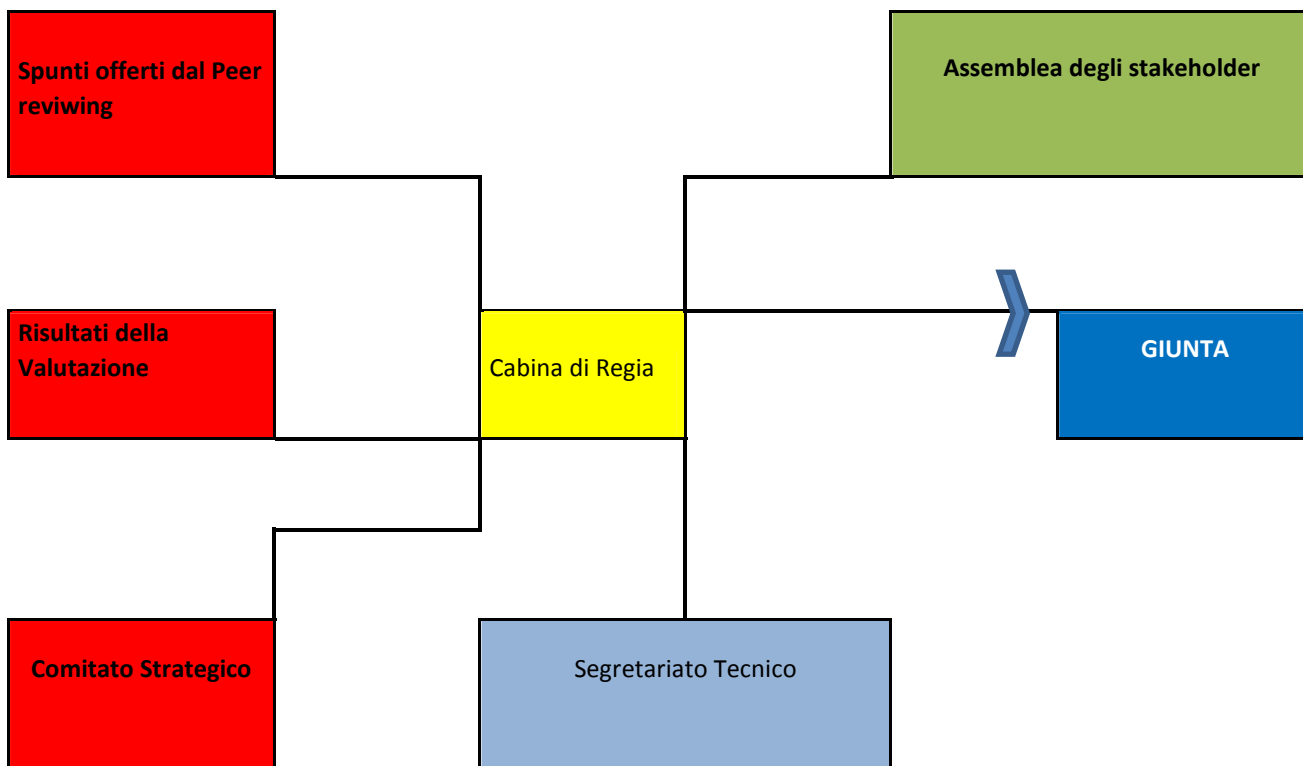 Spunti offerti dal Peer
reviwing
Assemblea degli stakeholder
Risultati della
Valutazione
Cabina di Regia
GIUNTA
Comitato Strategico
Segretariato Tecnico